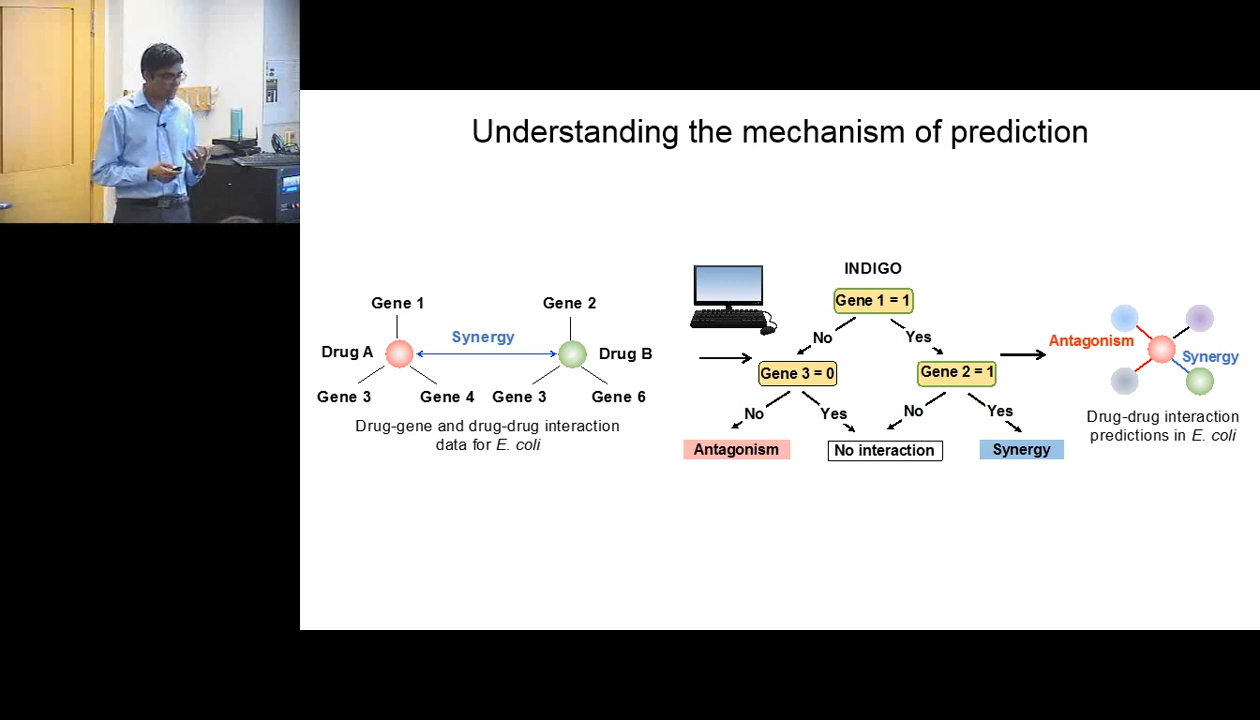 Understanding the mechanism of prediction
Gene 1
Gene 2
Synergy
Drug A
Drug B
Gene 3
Gene 4
Gene 3
Gene 6
Drug-gene and drug-drug interaction
data for E. coli
INDIGO
Gene 1 = 1
No
Yes
Gene 3 = 0
Gene 2 = 1
No
Yes
No
Yes
Antagonism
No interaction
Synergy
Antagonism
Synergy
Drug-drug interaction
predictions in E. coli